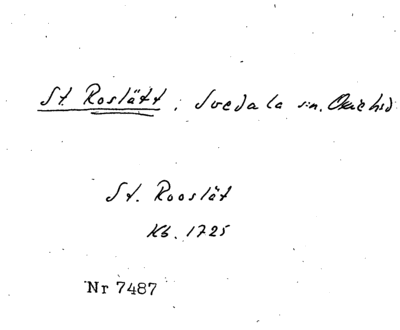 St. Roslätt, Svedala sn. Oxie hd
St. Rooslät
Kb. 1725
Nr 7487